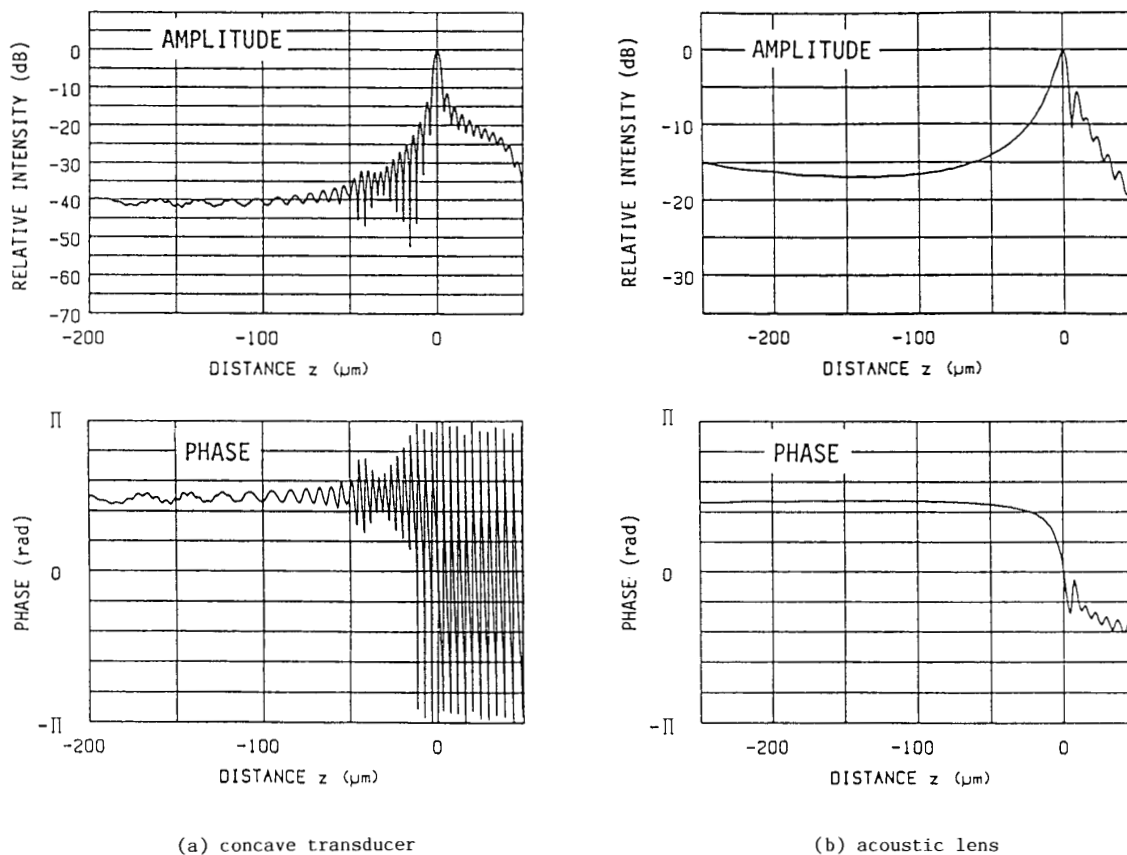 AMPLITUDE
RELATIVE INTENSITY (dB)
0
-10
-20
-30
-40
-50
-60
-70
-200
-100
0
DISTANCE z (μm)
AMPLITUDE
RELATIVE INTENSITY (dB)
0
-10
-20
-30
-200
-100
0
DISTANCE z (μm)
PHASE
PHASE (rad)
Π
0
-Π
-200
-100
0
DISTANCE z (μm)
PHASE
PHASE (rad)
Π
0
-Π
-200
-100
0
DISTANCE z (μm)
(a) concave transducer
(b) acoustic lens